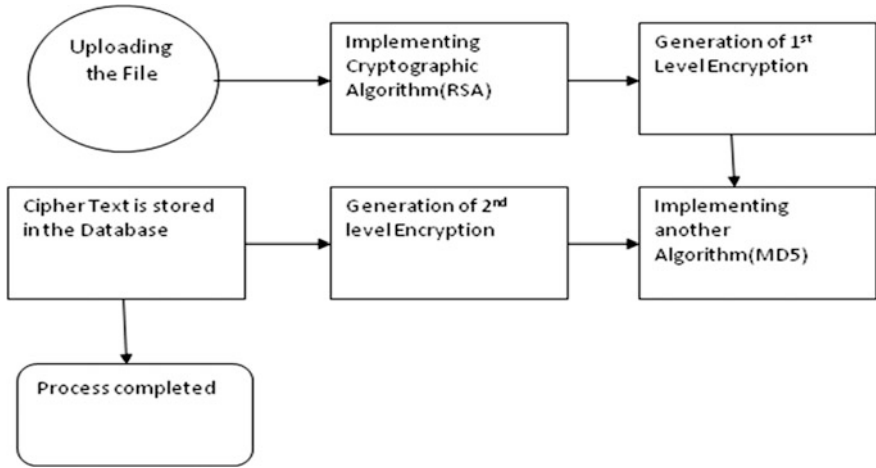 Uploading
the File
Implementing
Cryptographic
Algorithm(RSA)
Generation of 1st
Level Encryption
Cipher Text is stored
in the Database
Generation of 2nd
level Encryption
Implementing
another
Algorithm(MD5)
Process completed